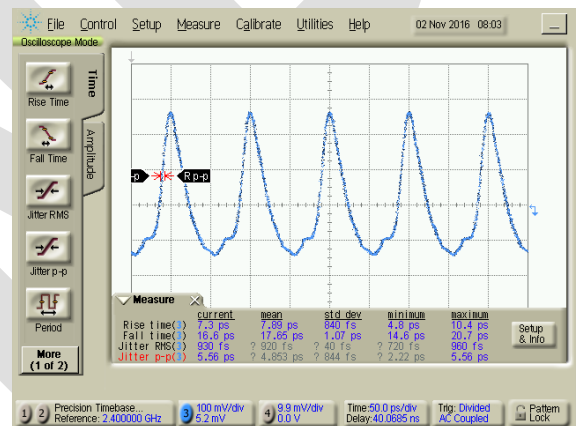 File Control Setup Measure Calibrate Utilities Help 02 Nov 2016 08:03
Oscilloscope Mode
Time
Amplitude
Rise Time
Fall Time
Jitter RMS
Jitter p-p
Period
More
(1 of 2)
-p R p-p
Measure
current mean std dev minimum maximum
Rise time(3) 7.3 ps 7.89 ps 840 fs 4.8 ps 10.4 ps
Fall time(3) 16.6 ps 17.65 ps 1.07 ps 14.6 ps 20.7 ps
Jitter RMS(3) 930 fs ? 920 fs ? 40 fs ? 720 fs 960 fs
Jitter p-p(3) 5.56 ps ? 4.853 ps ? 844 fs ? 2.22 ps 5.56 ps
Setup
& Info
1 2 Precision Timebase...
Reference: 2.400000 GHz
3 100 mV/div
5.2 mV
4 9.9 mV/div
0.0 V
Time:50.0 ps/div
Delay:40.0685 ns
Trig: Divided
AC Coupled
Pattern
Lock